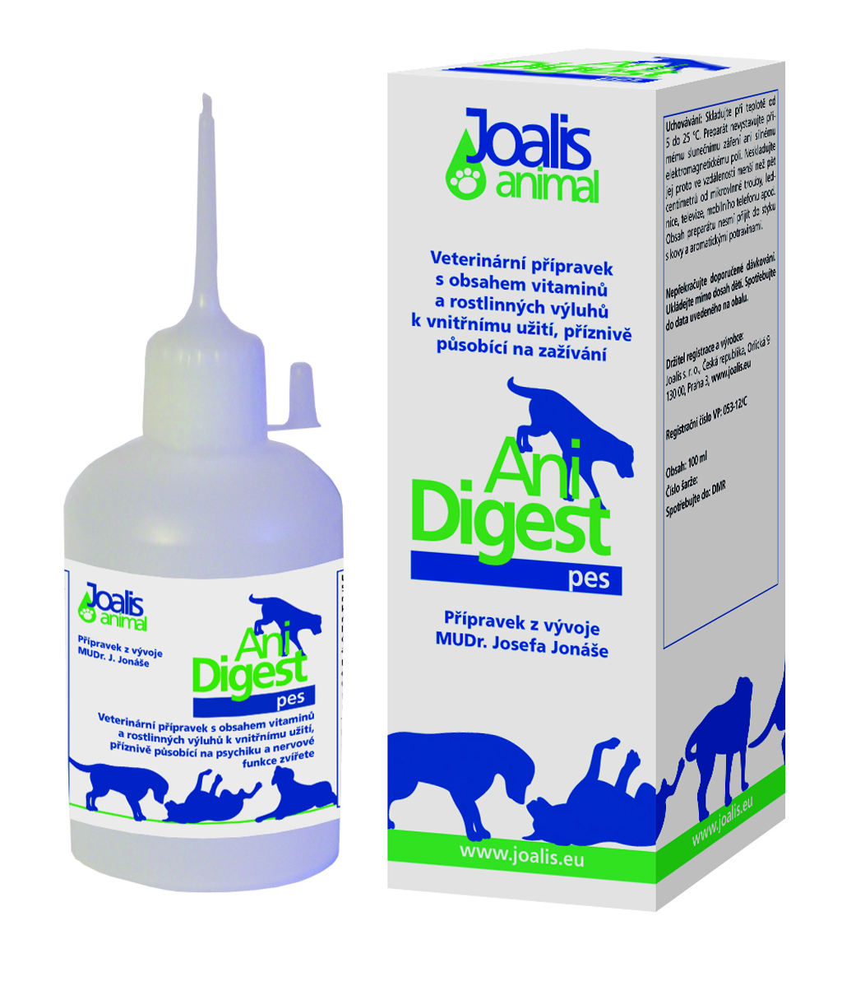 Joalis
animal
Přípravek z vývoje
MUDr. J. Jonáše
Ani
Digest
pes
Veterinární přípravek s obsahem vitaminů
a rostlinných výluhů k vnitřnímu užití,
příznivě působící na psychiku a nervové
funkce zvířete
Joalis
animal
Veterinární přípravek
s obsahem vitaminů
a rostlinných výluhů
k vnitřnímu užití, příznivě
působící na zažívání
Ani
Digest
pes
Přípravek z vývoje
MUDr. Josefa Jonáše
www.joalis.eu
Uchovávání: Skladujte při teplotě od
5 do 25 °C. Preparát nevystavujte pří-
mému slunečnímu záření ani silnému
elektromagnetickému poli. Neskladujte
jej proto ve vzdálenosti menší než pět
centimetrů od mikrovlnné trouby, led-
nice, televize, mobilního telefonu apod.
Obsah preparátu nesmí přijít do styku
s kovy a aromatickými potravinami.
Nepřekračujte doporučené dávkování.
Ukládejte mimo dosah dětí. Spotřebujte
do data uvedeného na obalu.
Držitel registrace a výrobce:
Joalis s. r. o., Česká republika, Orlická 9
130 00, Praha 3, www.joalis.eu
Registrační číslo VP: 053-12/C
Obsah: 100 ml
Číslo šarže:
Spotřebujte do: DMR
www.joalis.eu